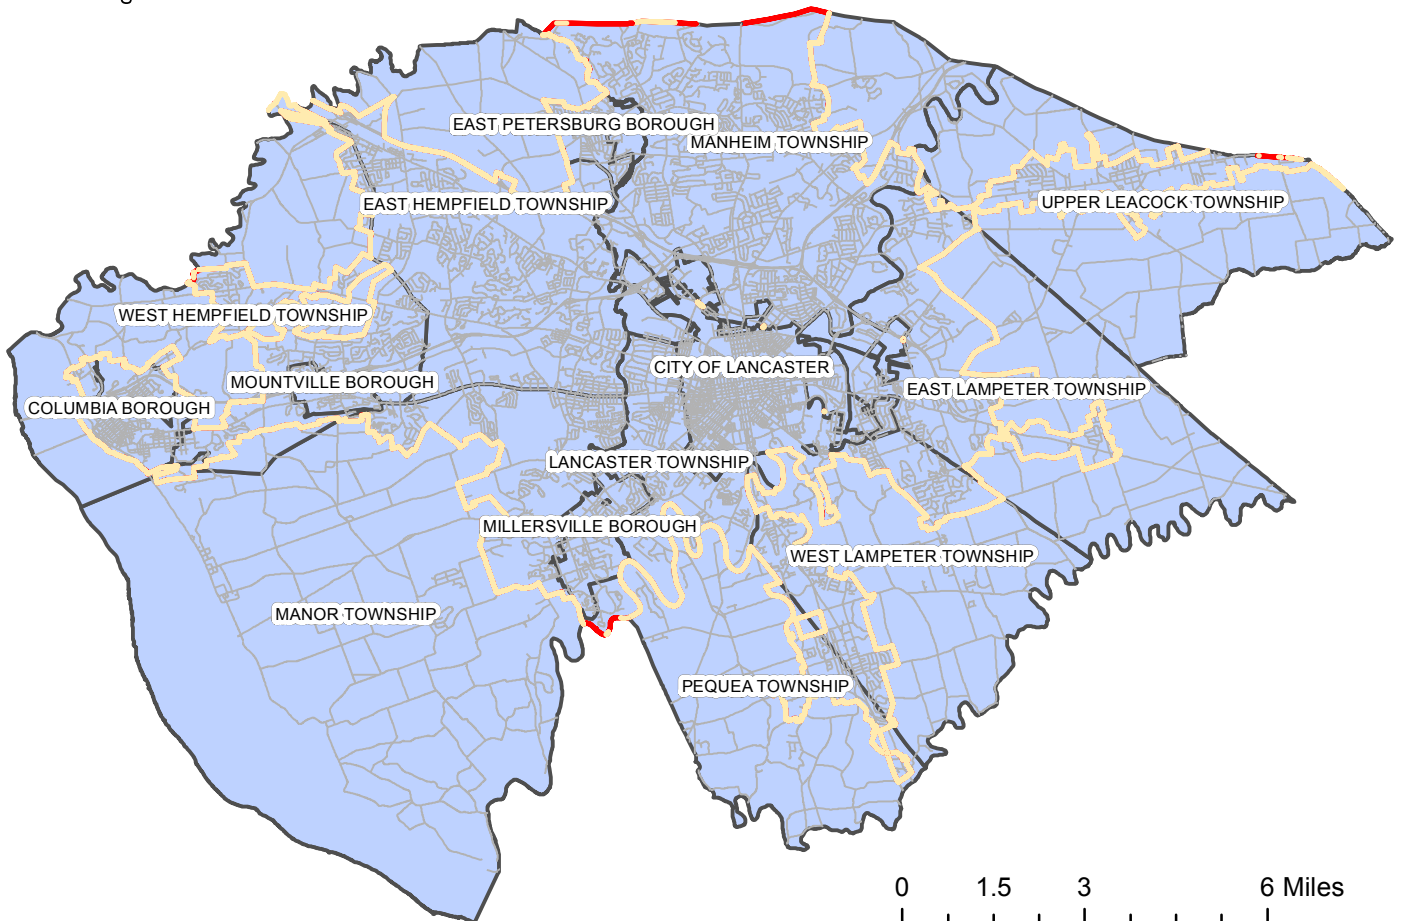 EAST PETERSBURG BOROUGH
MANHEIM TOWNSHIP
UPPER LEACOCK TOWNSHIP
EAST HEMPFIELD TOWNSHIP
WEST HEMPFIELD TOWNSHIP
CITY OF LANCASTER
MOUNTVILLE BOROUGH
EAST LAMPETER TOWNSHIP
COLUMBIA BOROUGH
LANCASTER TOWNSHIP
MILLERSVILLE BOROUGH
WEST LAMPETER TOWNSHIP
MANOR TOWNSHIP
PEQUEA TOWNSHIP
0 1.5 3 6 Miles